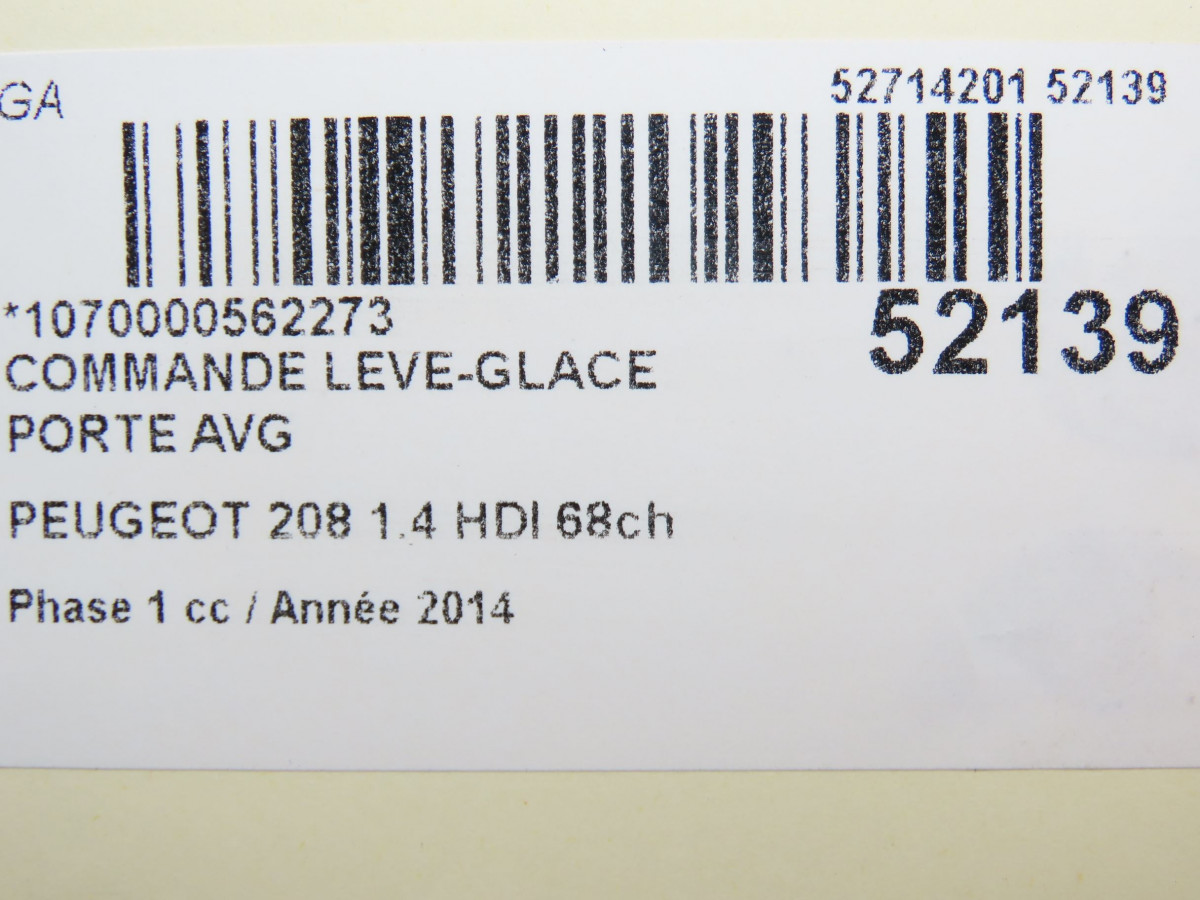 GA 52714201 52139
*1070000562273 52139
COMMANDE LEVE-GLACE
PORTE AVG
PEUGEOT 208 1.4 HDI 68ch
Phase 1 cc / Année 2014